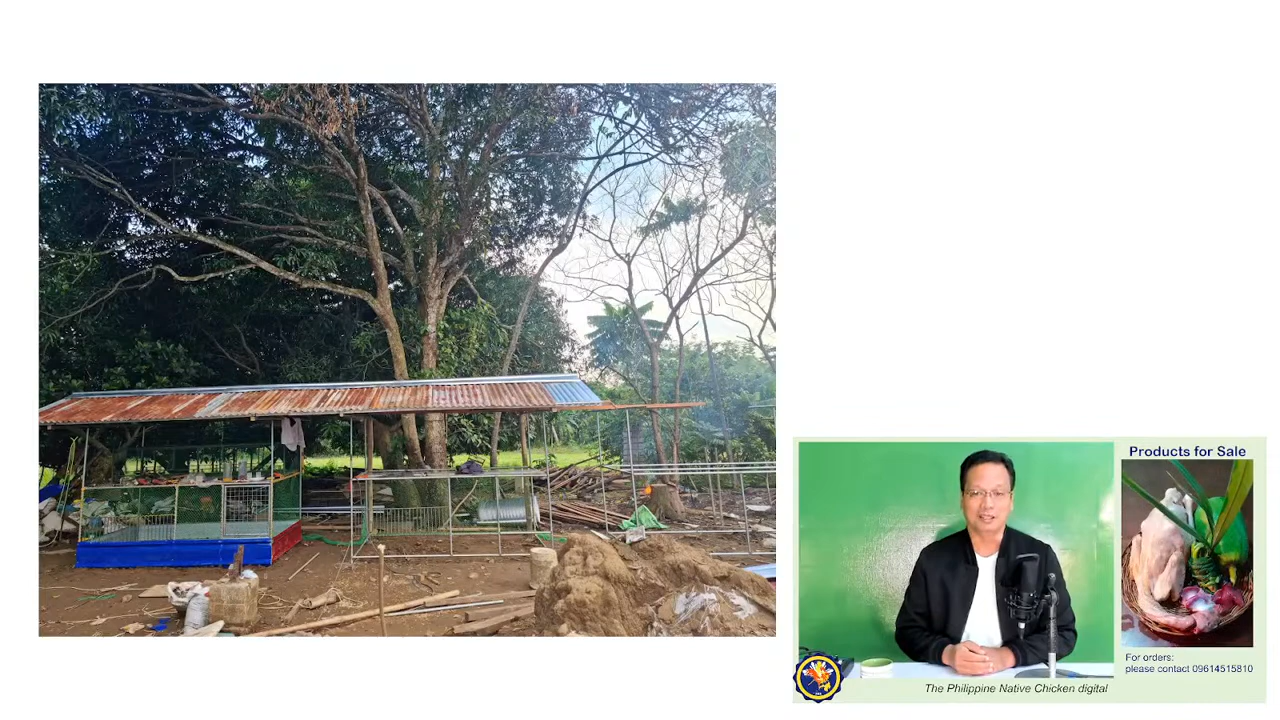 Products for Sale
For orders:
please contact 09614515810
The Philippine Native Chicken digital